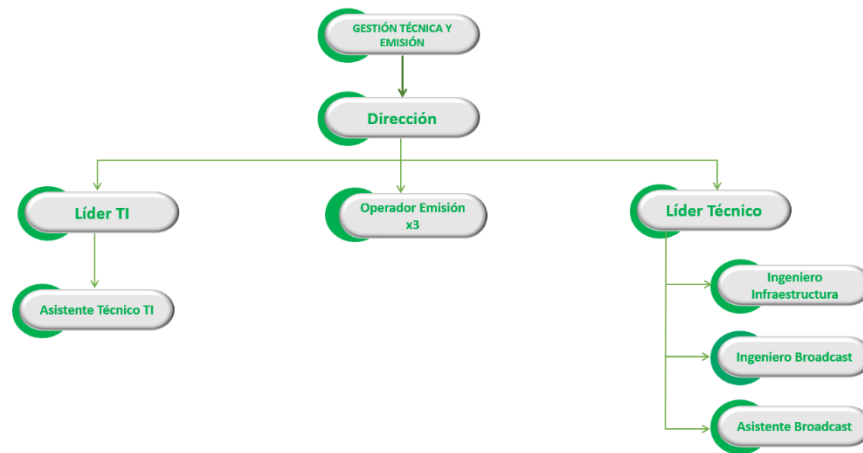 GESTIÓN TÉCNICA Y
EMISIÓN
Dirección
Líder TI
Operador Emisión
x3
Líder Técnico
Asistente Técnico TI
Ingeniero
Infraestructura
Ingeniero Broadcast
Asistente Broadcast